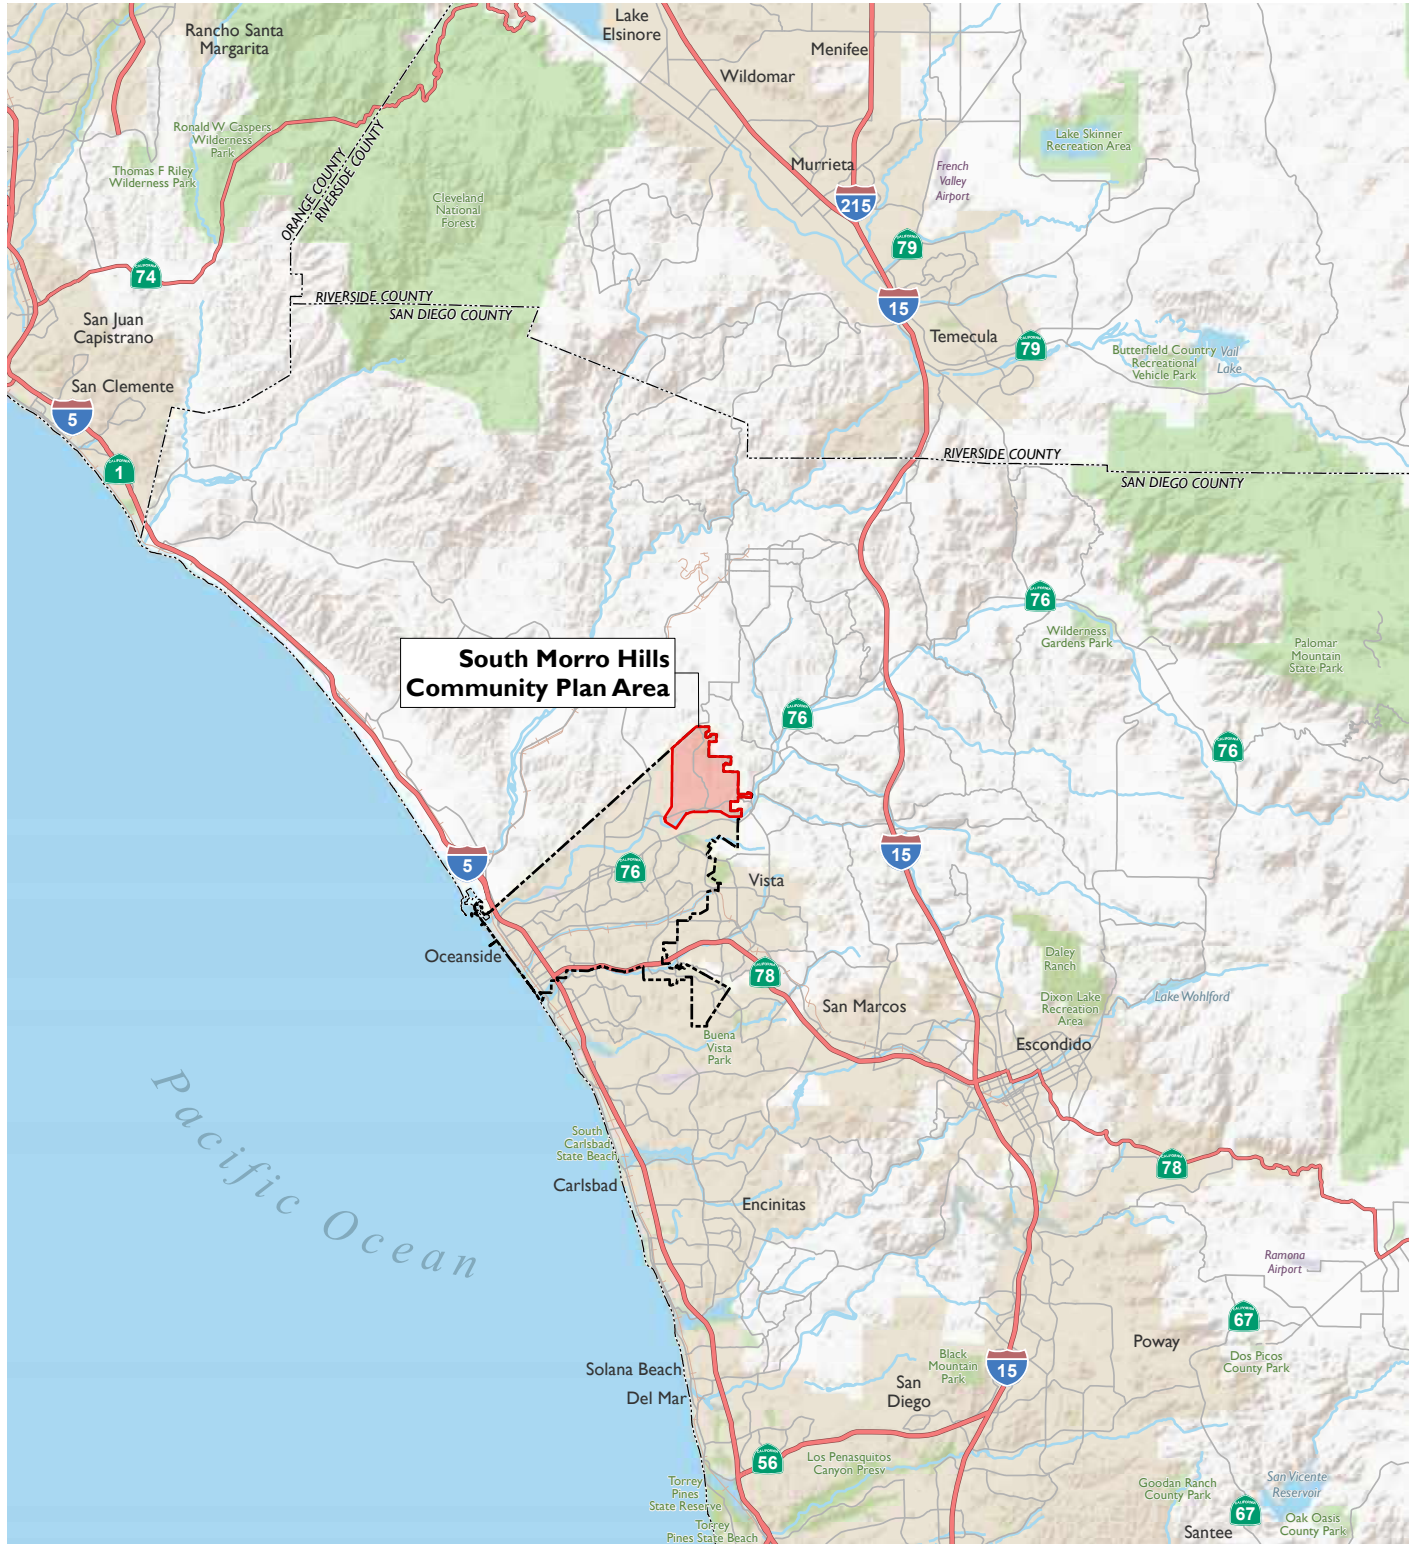 Rancho Santa
Margarita
Lake
Elsinore
Menifee
Wildomar
Ronald W Caspers
Wilderness
Park
Thomas F Riley
Wilderness Park
ORANGE COUNTY
RIVERSIDE COUNTY
Cleveland
National
Forest
Murrieta
French
Valley
Airport
Lake Skinner
Recreation Area
215
79
74
RIVERSIDE COUNTY
SAN DIEGO COUNTY
15
San Juan
Capistrano
Temecula
79
Butterfield Country
Recreational
Vehicle Park
Vail
Lake
San Clemente
5
1
RIVERSIDE COUNTY
SAN DIEGO COUNTY
76
Wilderness
Gardens Park
Palomar
Mountain
State Park
South Morro Hills
Community Plan Area
76
76
5
76
15
Vista
Oceanside
78
San Marcos
Daley
Ranch
Dixon Lake
Recreation
Area
Lake Wohlford
Buena
Vista
Park
Escondido
Pacific Ocean
South
Carlsbad
State Beach
Carlsbad
78
Encinitas
Ramona
Airport
67
Poway
Dos Picos
County Park
Solana Beach
Del Mar
Black
Mountain
Park
15
San
Diego
56
Los Penasquitos
Canyon Presv
Torrey
Pines
State Reserve
Torrey
Pines State Beach
Goodan Ranch
County Park
San Vicente
Reservoir
67
Santee
Oak Oasis
County Park